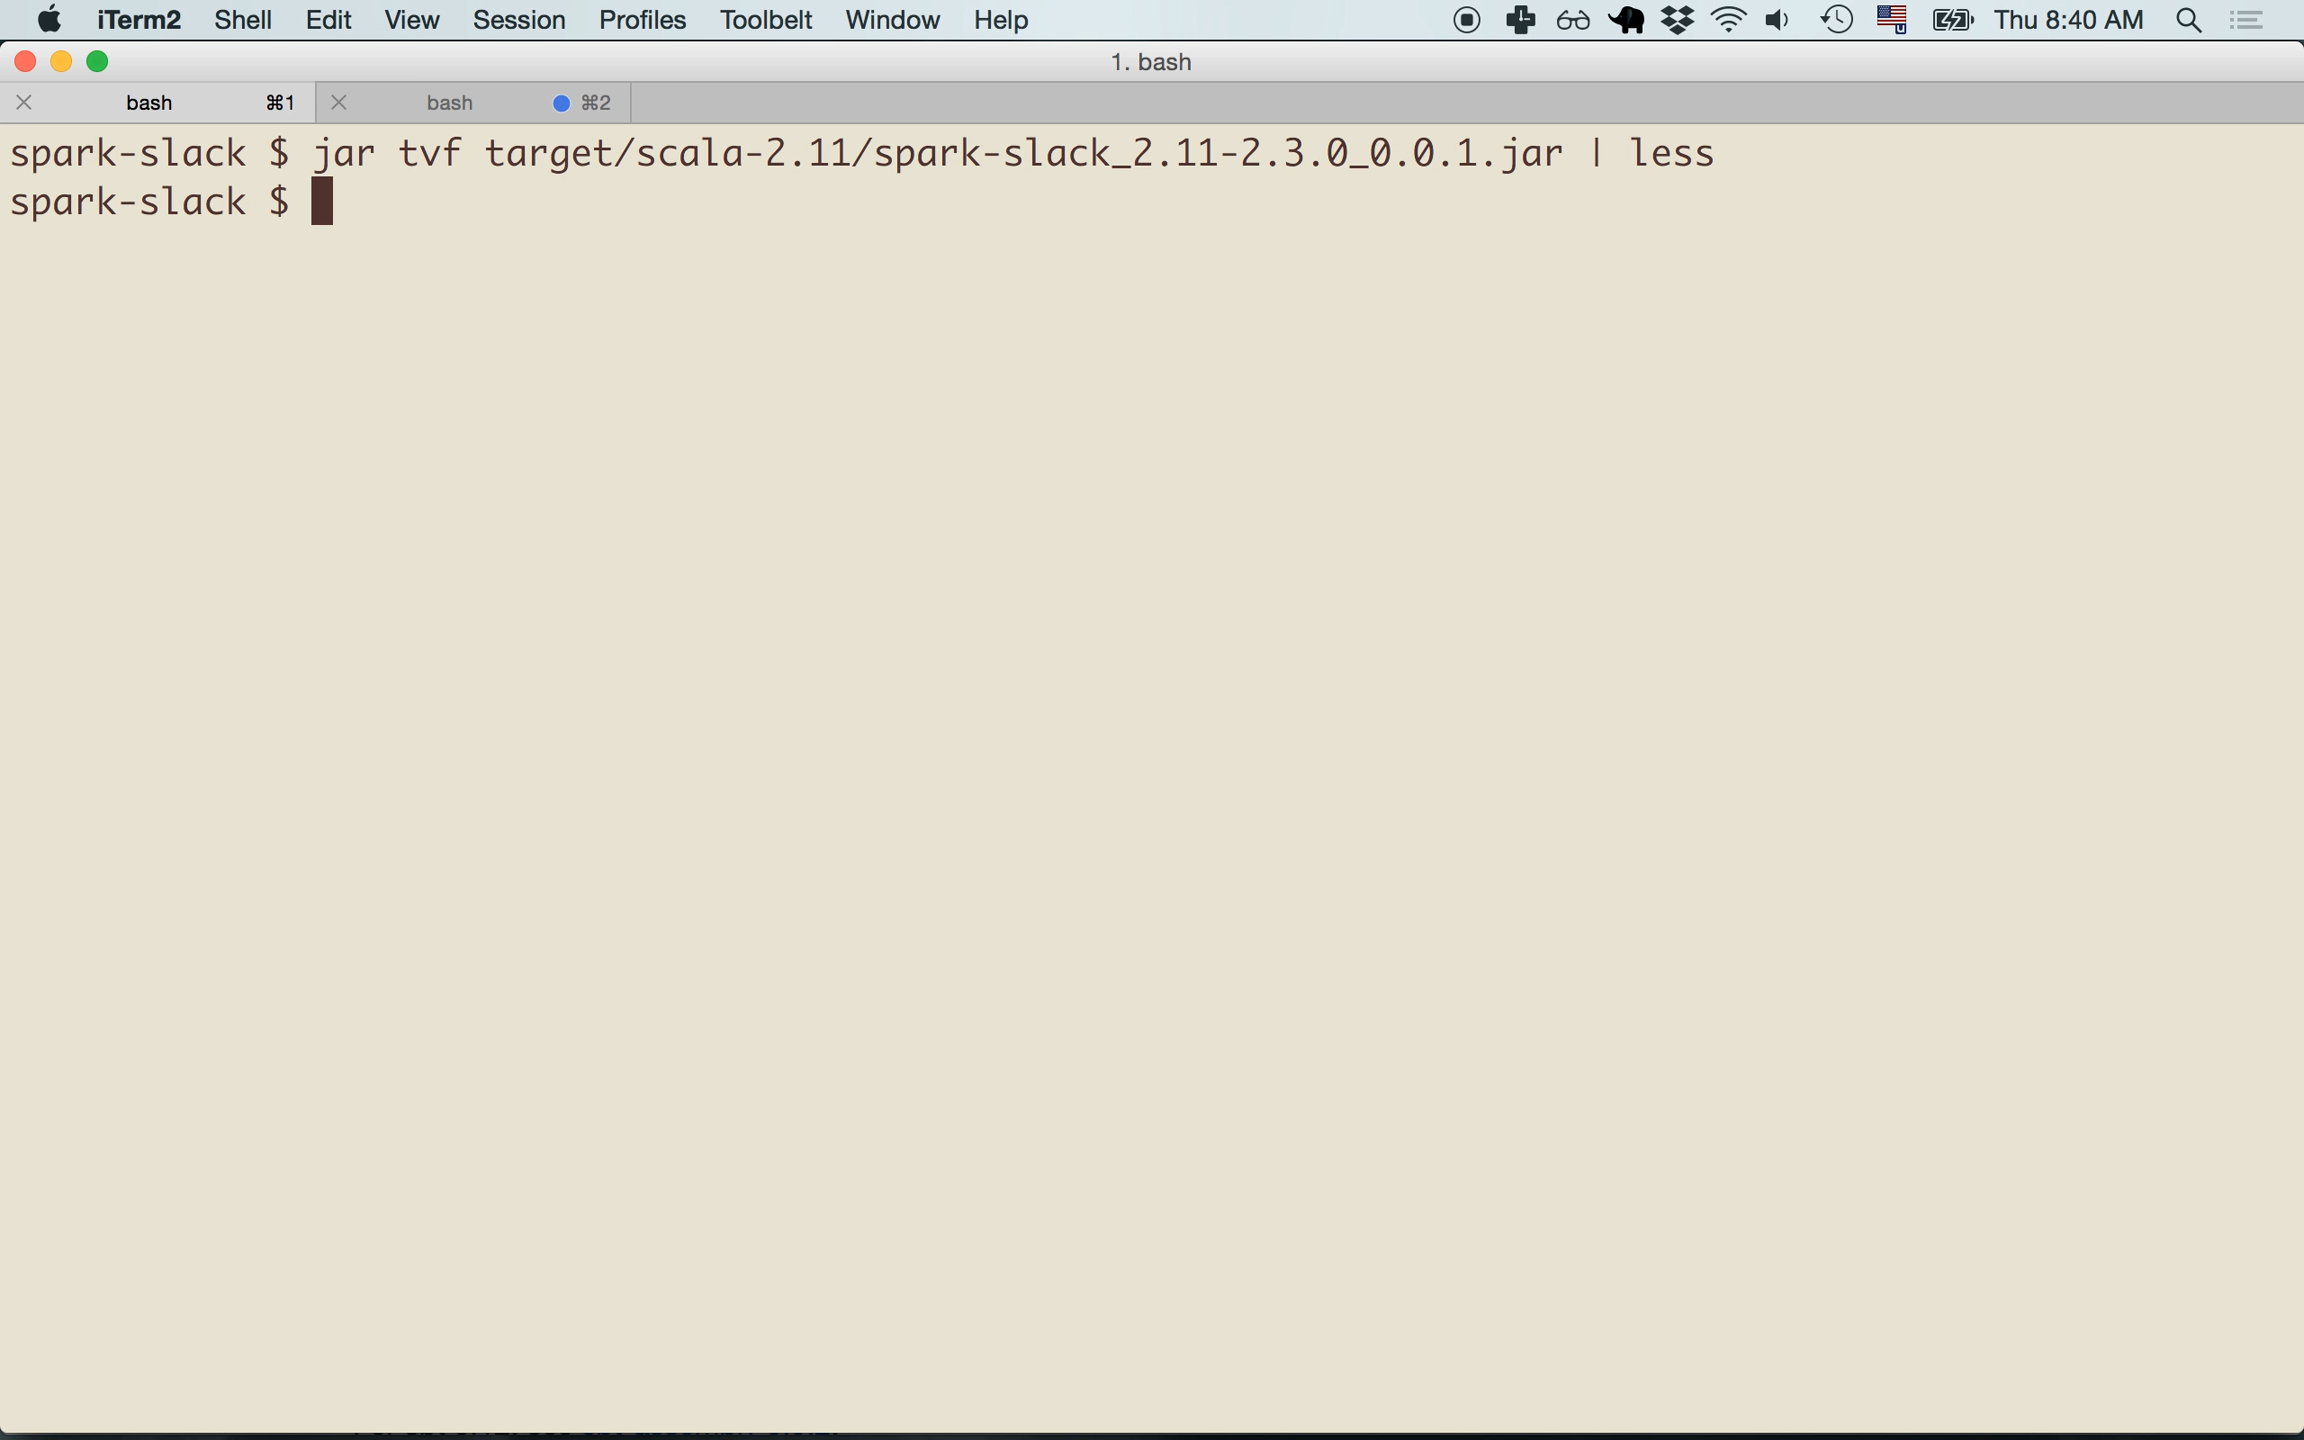 iTerm2 Shell Edit View Session Profiles Toolbelt Window Help Thu 8:40 AM
1. bash
bash ⌘1 bash ⌘2
spark-slack $ jar tvf target/scala-2.11/spark-slack_2.11-2.3.0_0.0.1.jar | less
spark-slack $